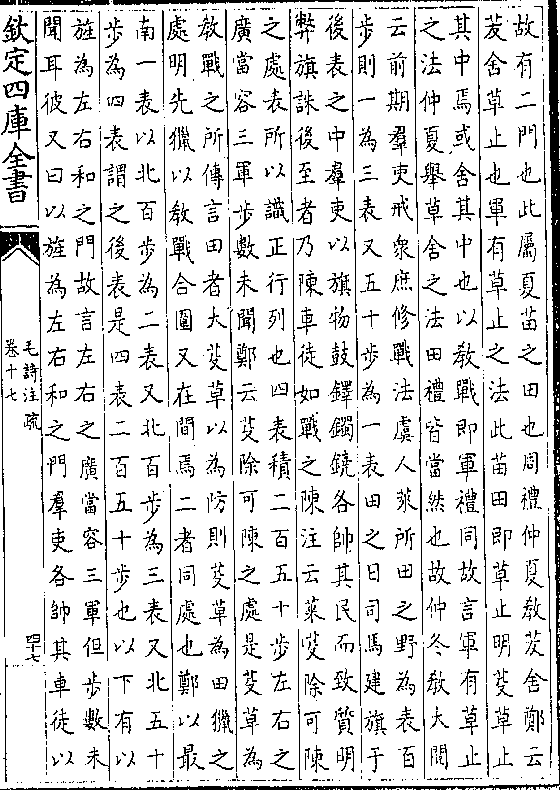 故有二門也此屬夏苗之田也周禮仲夏教茇舍鄭云
茇舍草止也軍有草止之法此苗田即草止明芟草止
其中焉或舍其中也以教戰即軍禮同故言軍有草止
之法仲夏舉草舍之法田禮皆當然也故仲冬教大閱
云前期羣吏戒衆庶修戰法虞人萊所田之野為表百
步則一為三表又五十步為一表田之日司馬建旗于
後表之中羣吏以旗物鼓鐸鐲鐃各帥其民而致質明
弊旗誅後至者乃陳車徒如戰之陳注云萊芟除可陳
之處表所以識正行列也四表積二百五十步左右之
廣當容三軍步數未聞鄭云芟除可陳之處是芟草為
教戰之所傳言田者大芟草以為防則芟草為田獵之
處明先獵以教戰合圍又在間焉二者同處也鄭以最
南一表以北百步為二表又北百步為三表又北五十
步為四表謂之後表是四表二百五十步也以下有以
旌為左右和之門故言左右之廣當容三軍但步數未
聞耳彼又曰以旌為左右和之門羣吏各帥其車徒以
欽定四庫全書
毛詩注疏
卷十七
四十七